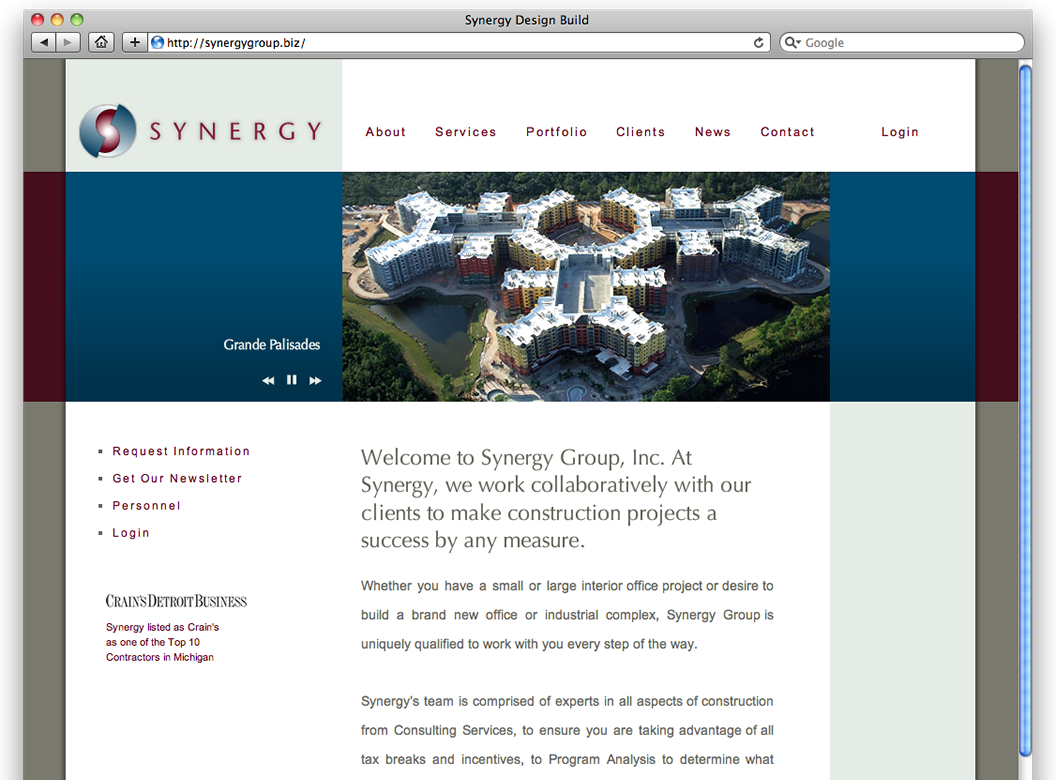 Synergy Design Build
http://synergygroup.biz/
Google
SYNERGY
About Services Portfolio Clients News Contact Login
Grande Palisades
Request Information
Get Our Newsletter
Personnel
Login
CRAIN'S DETROIT BUSINESS
Synergy listed as Crain's
as one of the Top 10
Contractors in Michigan
Welcome to Synergy Group, Inc. At
Synergy, we work collaboratively with our
clients to make construction projects a
success by any measure.
Whether you have a small or large interior office project or desire to
build a brand new office or industrial complex, Synergy Group is
uniquely qualified to work with you every step of the way.
Synergy's team is comprised of experts in all aspects of construction
from Consulting Services, to ensure you are taking advantage of all
tax breaks and incentives, to Program Analysis to determine what